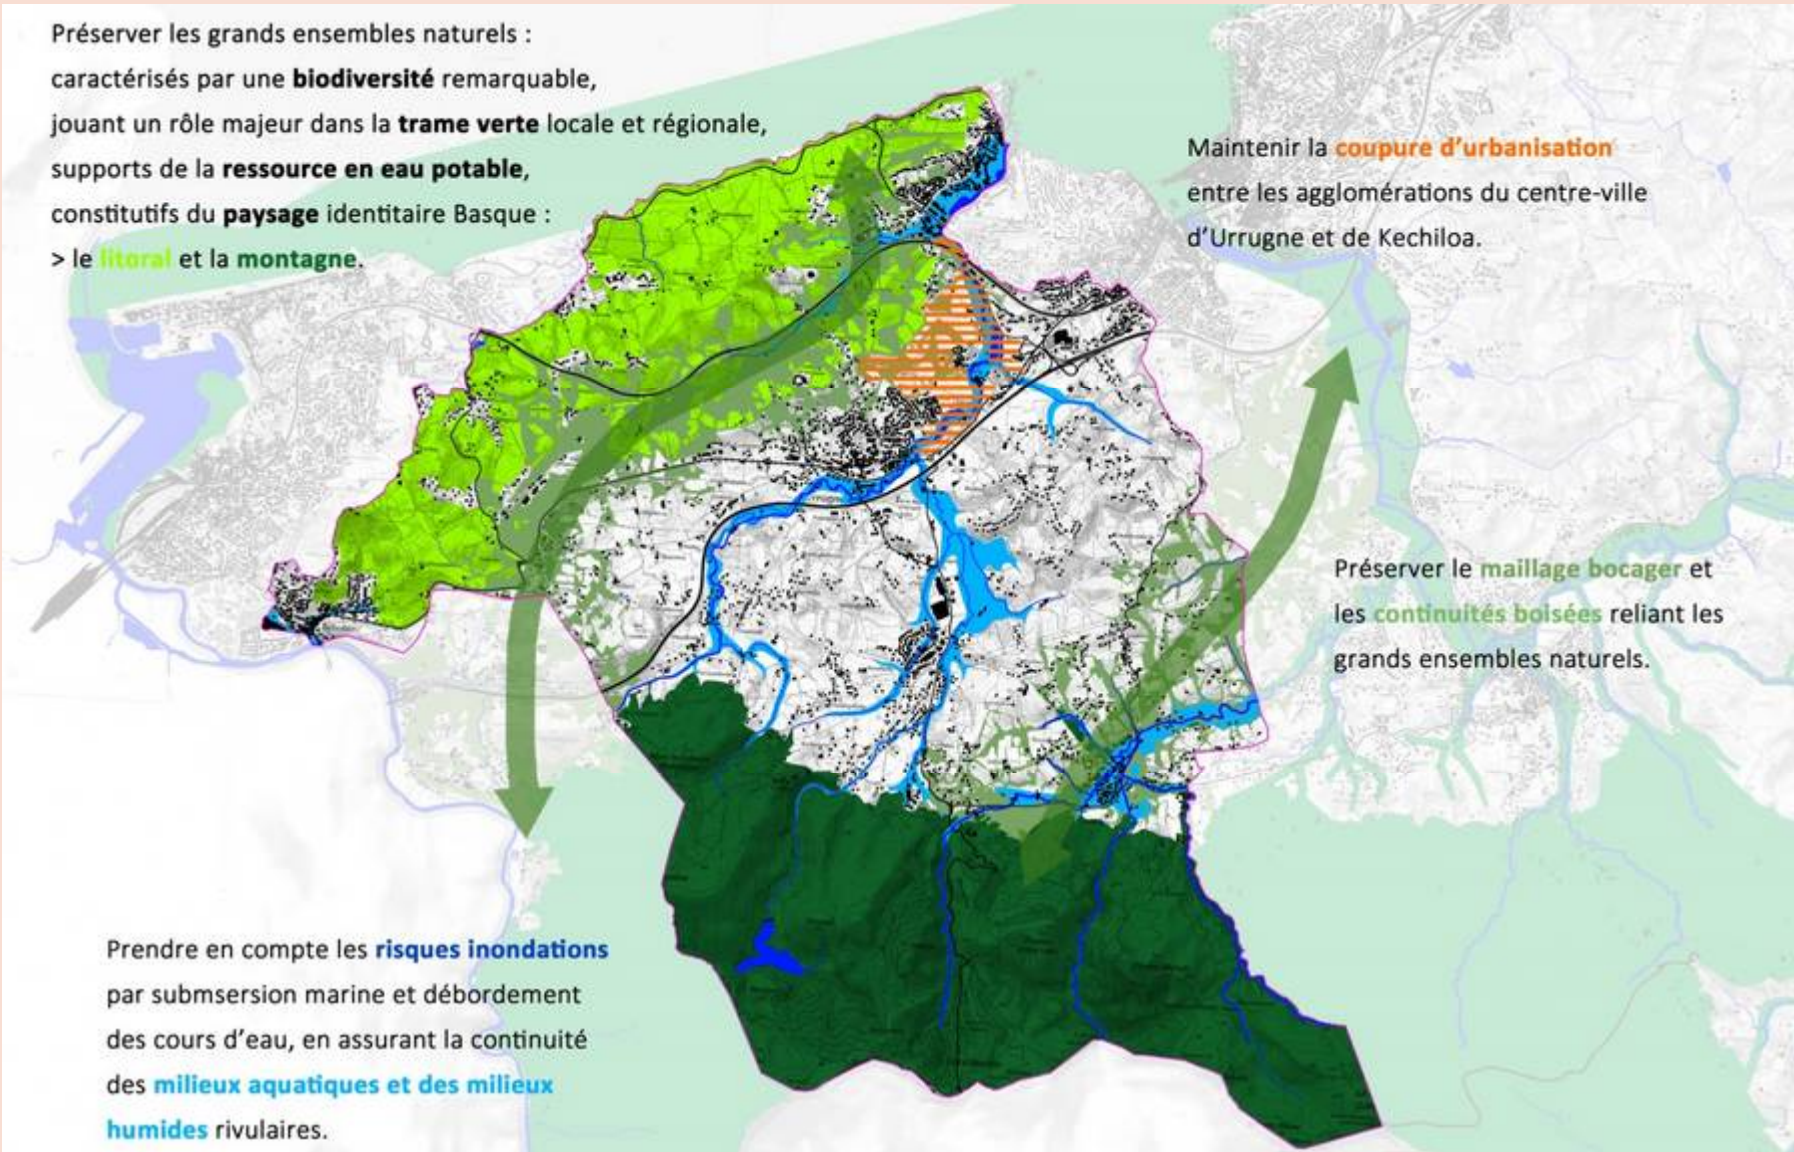 Préserver les grands ensembles naturels :
caractérisés par une biodiversité remarquable,
jouant un rôle majeur dans la trame verte locale et régionale,
supports de la ressource en eau potable,
constitutifs du paysage identitaire Basque :
> le litoral et la montagne.
Maintenir la coupure d'urbanisation
entre les agglomérations du centre-ville
d'Urrugne et de Kechiloa.
Préserver le maillage bocager et
les continuités boisées reliant les
grands ensembles naturels.
Prendre en compte les risques inondations
par submsersion marine et débordement
des cours d'eau, en assurant la continuité
des milieux aquatiques et des milieux
humides rivulaires.